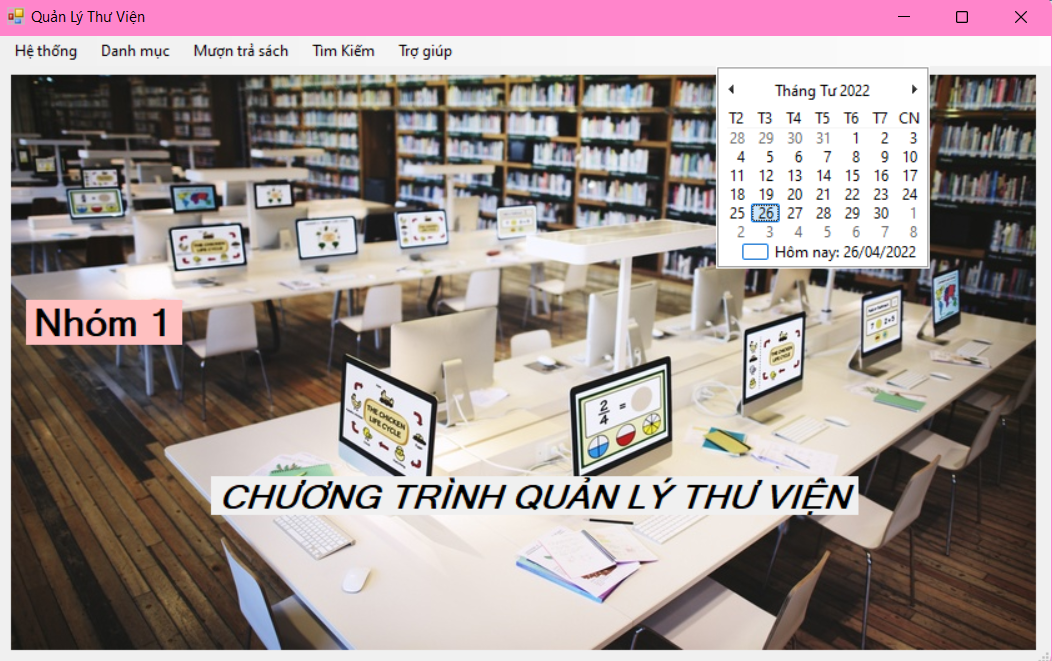 Quản Lý Thư Viện
Hệ thống Danh mục Mượn trả sách Tìm Kiếm Trợ giúp
Tháng Tư 2022
T2 T3 T4 T5 T6 T7 CN
28 29 30 31 1 2 3
4 5 6 7 8 9 10
11 12 13 14 15 16 17
18 19 20 21 22 23 24
25 26 27 28 29 30 1
2 3 4 5 6 7 8
Hôm nay: 26/04/2022
Nhóm 1
THE CHICKEN
LIFE CYCLE
2
4
=
CHƯƠNG TRÌNH QUẢN LÝ THƯ VIỆN